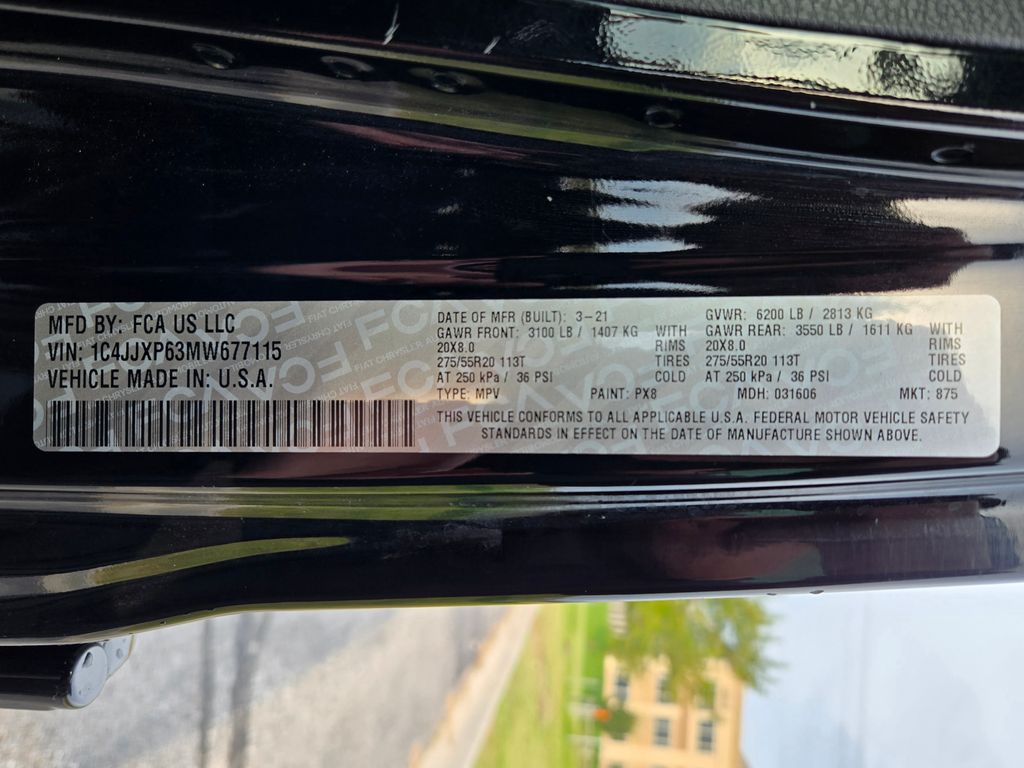 MFD BY: FCA US LLC
VIN: 1C4JJXP63MW677115
VEHICLE MADE IN: U.S.A.
DATE OF MFR (BUILT): 3-21
GAWR FRONT: 3100 LB / 1407 KG WITH
20X8.0 RIMS
275/55R20 113T TIRES
AT 250 kPa / 36 PSI COLD
GVWR: 6200 LB / 2813 KG
GAWR REAR: 3550 LB / 1611 KG WITH
20X8.0 RIMS
275/55R20 113T TIRES
AT 250 kPa / 36 PSI COLD
TYPE: MPV PAINT: PX8 MDH: 031606 MKT: 875
THIS VEHICLE CONFORMS TO ALL APPLICABLE U.S.A. FEDERAL MOTOR VEHICLE SAFETY
STANDARDS IN EFFECT ON THE DATE OF MANUFACTURE SHOWN ABOVE.